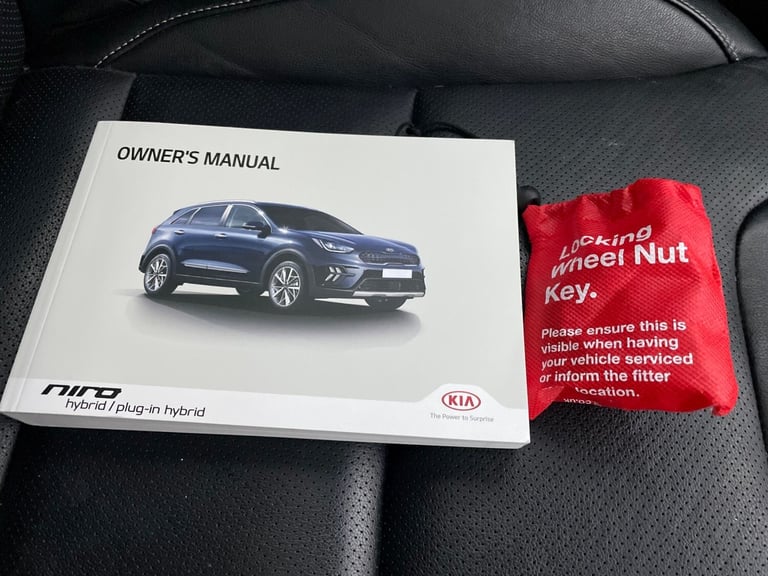 OWNER'S MANUAL
niro
hybrid / plug-in hybrid
KIA
The Power to Surprise
Locking
Wheel Nut
Key.
Please ensure this is
visible when having
your vehicle serviced
or inform the fitter
location.